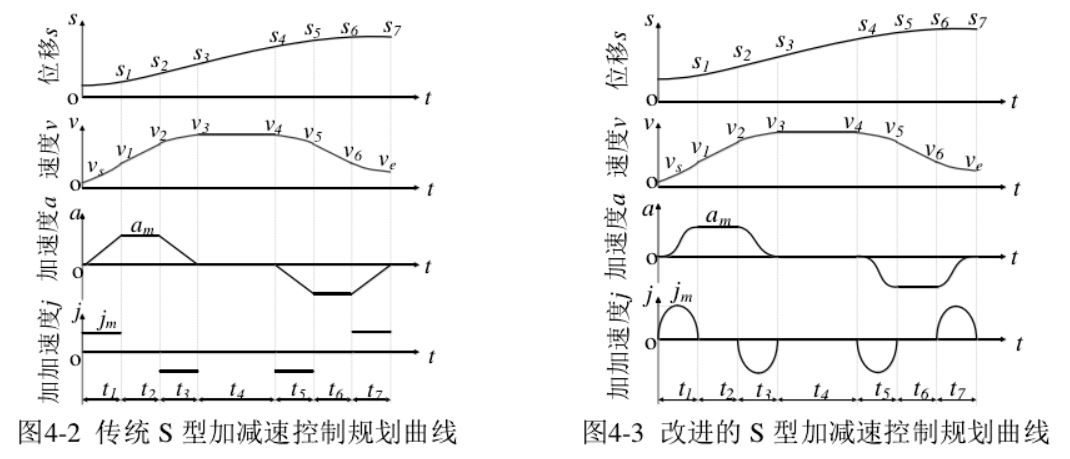 s
位移s
s1
s2
s3
s4
s5
s6
s7
o
t
v
速度v
vs
v1
v2
v3
v4
v5
v6
ve
o
t
a
加速度a
am
o
t
j
加加速度j
jm
o
t
t1
t2
t3
t4
t5
t6
t7
图4-2 传统 S 型加减速控制规划曲线
s
位移s
s1
s2
s3
s4
s5
s6
s7
o
t
v
速度v
vs
v1
v2
v3
v4
v5
v6
ve
o
t
a
加速度a
am
o
t
j
加加速度j
jm
o
t
t1
t2
t3
t4
t5
t6
t7
图4-3 改进的 S 型加减速控制规划曲线